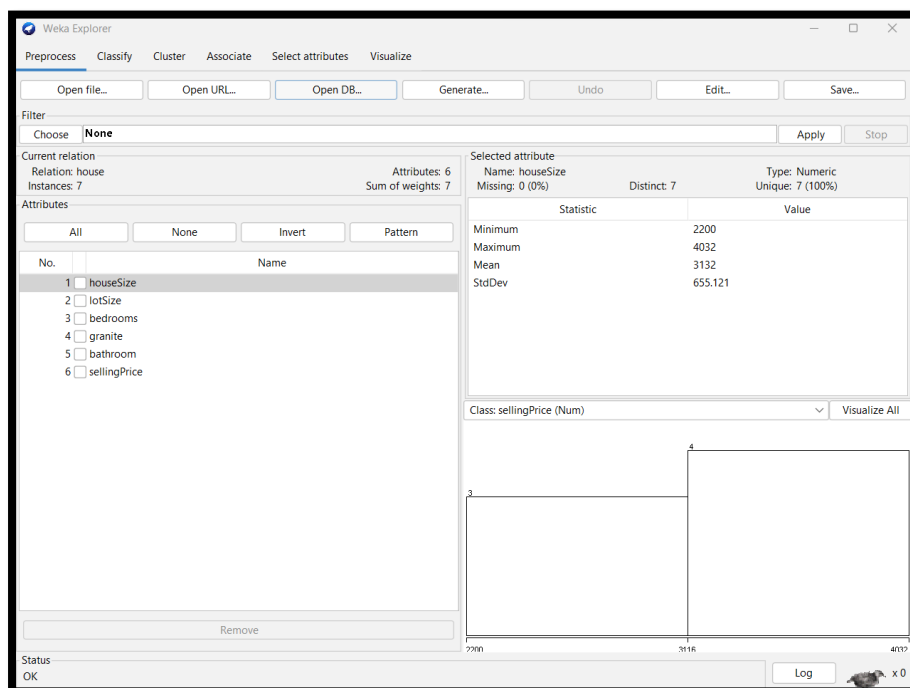 Weka Explorer
Preprocess Classify Cluster Associate Select attributes Visualize
Open file... Open URL... Open DB... Generate... Undo Edit... Save...
Filter
Choose None Apply Stop
Current relation
Relation: house Attributes: 6
Instances: 7 Sum of weights: 7
Selected attribute
Name: houseSize Type: Numeric
Missing: 0 (0%) Distinct: 7 Unique: 7 (100%)
Attributes
All None Invert Pattern
No. Name
1 houseSize
2 lotSize
3 bedrooms
4 granite
5 bathroom
6 sellingPrice
Remove
Statistic Value
Minimum 2200
Maximum 4032
Mean 3132
StdDev 655.121
Class: sellingPrice (Num) Visualize All
3 4
2200 3116 4032
Status
OK
Log x 0